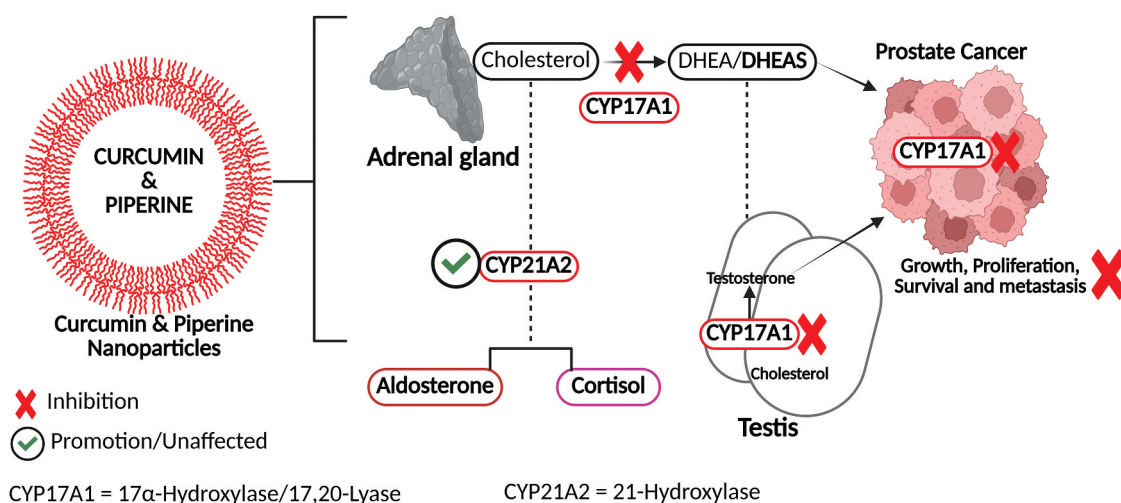 CURCUMIN
&
PIPERINE
Curcumin & Piperine
Nanoparticles
Adrenal gland
Cholesterol
CYP17A1
DHEA/DHEAS
Prostate Cancer
CYP17A1
Growth, Proliferation,
Survival and metastasis
CYP21A2
Aldosterone
Cortisol
Testosterone
CYP17A1
Cholesterol
Testis
Inhibition
Promotion/Unaffected
CYP17A1 = 17α-Hydroxylase/17,20-Lyase
CYP21A2 = 21-Hydroxylase